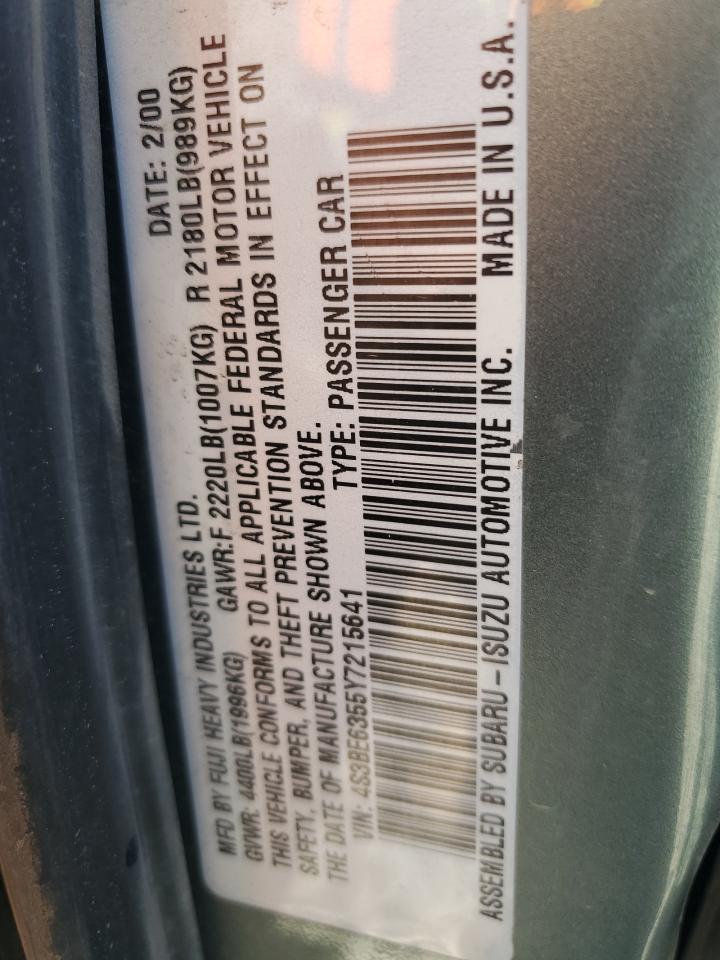 MFD BY FUJI HEAVY INDUSTRIES LTD. DATE: 2/00
GVWR: 4400LB(1996KG) GAWR:F 2220LB(1007KG) R 2180LB(989KG)
THIS VEHICLE CONFORMS TO ALL APPLICABLE FEDERAL MOTOR VEHICLE
SAFETY, BUMPER, AND THEFT PREVENTION STANDARDS IN EFFECT ON
THE DATE OF MANUFACTURE SHOWN ABOVE.
VIN: 4S3BE6355Y7215641 TYPE: PASSENGER CAR
ASSEMBLED BY SUBARU-ISUZU AUTOMOTIVE INC. MADE IN U.S.A.